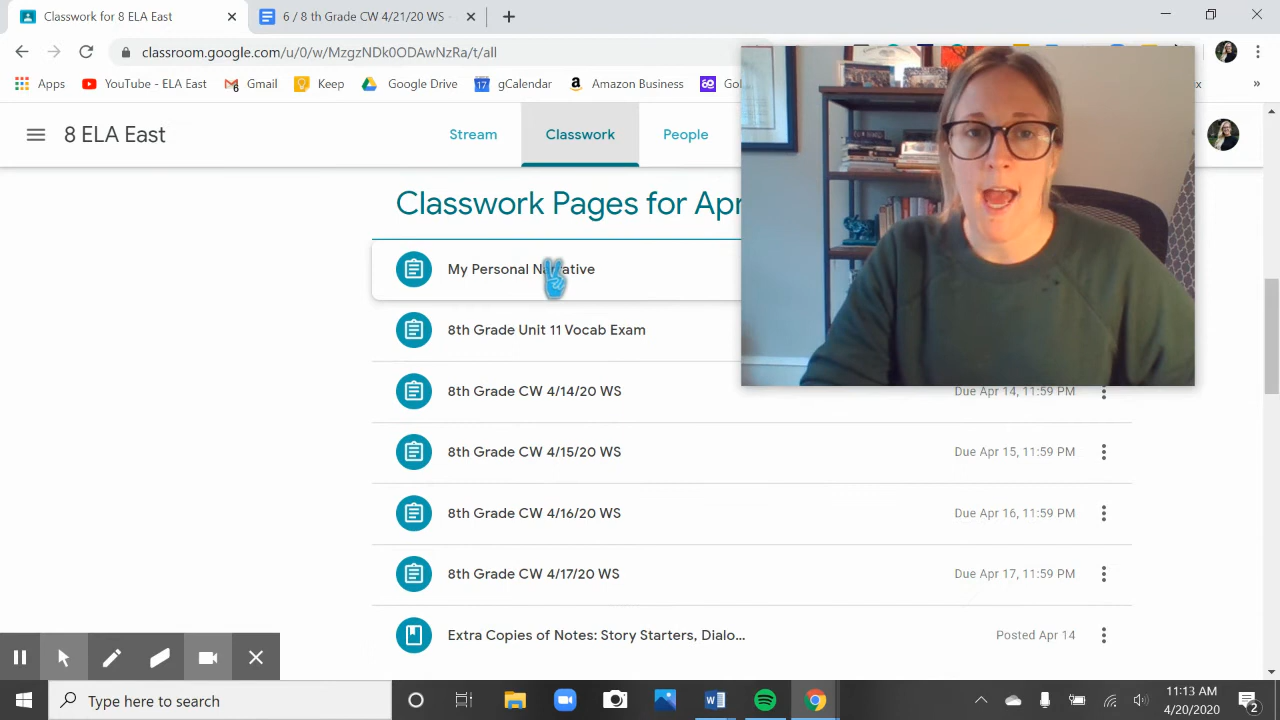 Classwork for 8 ELA East
6 / 8 th Grade CW 4/21/20 WS
classroom.google.com/u/0/w/MzgzNDk0ODAwNzRa/t/all
Apps YouTube - ELA East Gmail Keep Google Drive gCalendar Amazon Business
8 ELA East Stream Classwork People
Classwork Pages for Apr
My Personal Narrative
8th Grade Unit 11 Vocab Exam
8th Grade CW 4/14/20 WS Due Apr 14, 11:59 PM
8th Grade CW 4/15/20 WS Due Apr 15, 11:59 PM
8th Grade CW 4/16/20 WS Due Apr 16, 11:59 PM
8th Grade CW 4/17/20 WS Due Apr 17, 11:59 PM
Extra Copies of Notes: Story Starters, Dialo... Posted Apr 14
Type here to search
11:13 AM
4/20/2020
2